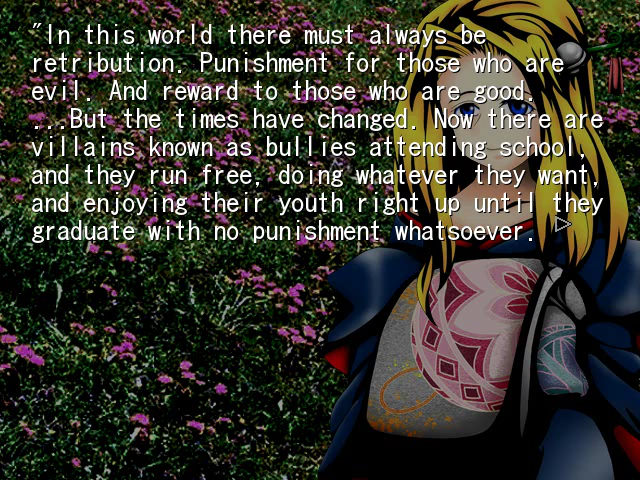 "In this world there must always be
retribution. Punishment for those who are
evil. And reward to those who are good.
...But the times have changed. Now there are
villains known as bullies attending school,
and they run free, doing whatever they want,
and enjoying their youth right up until they
graduate with no punishment whatsoever.